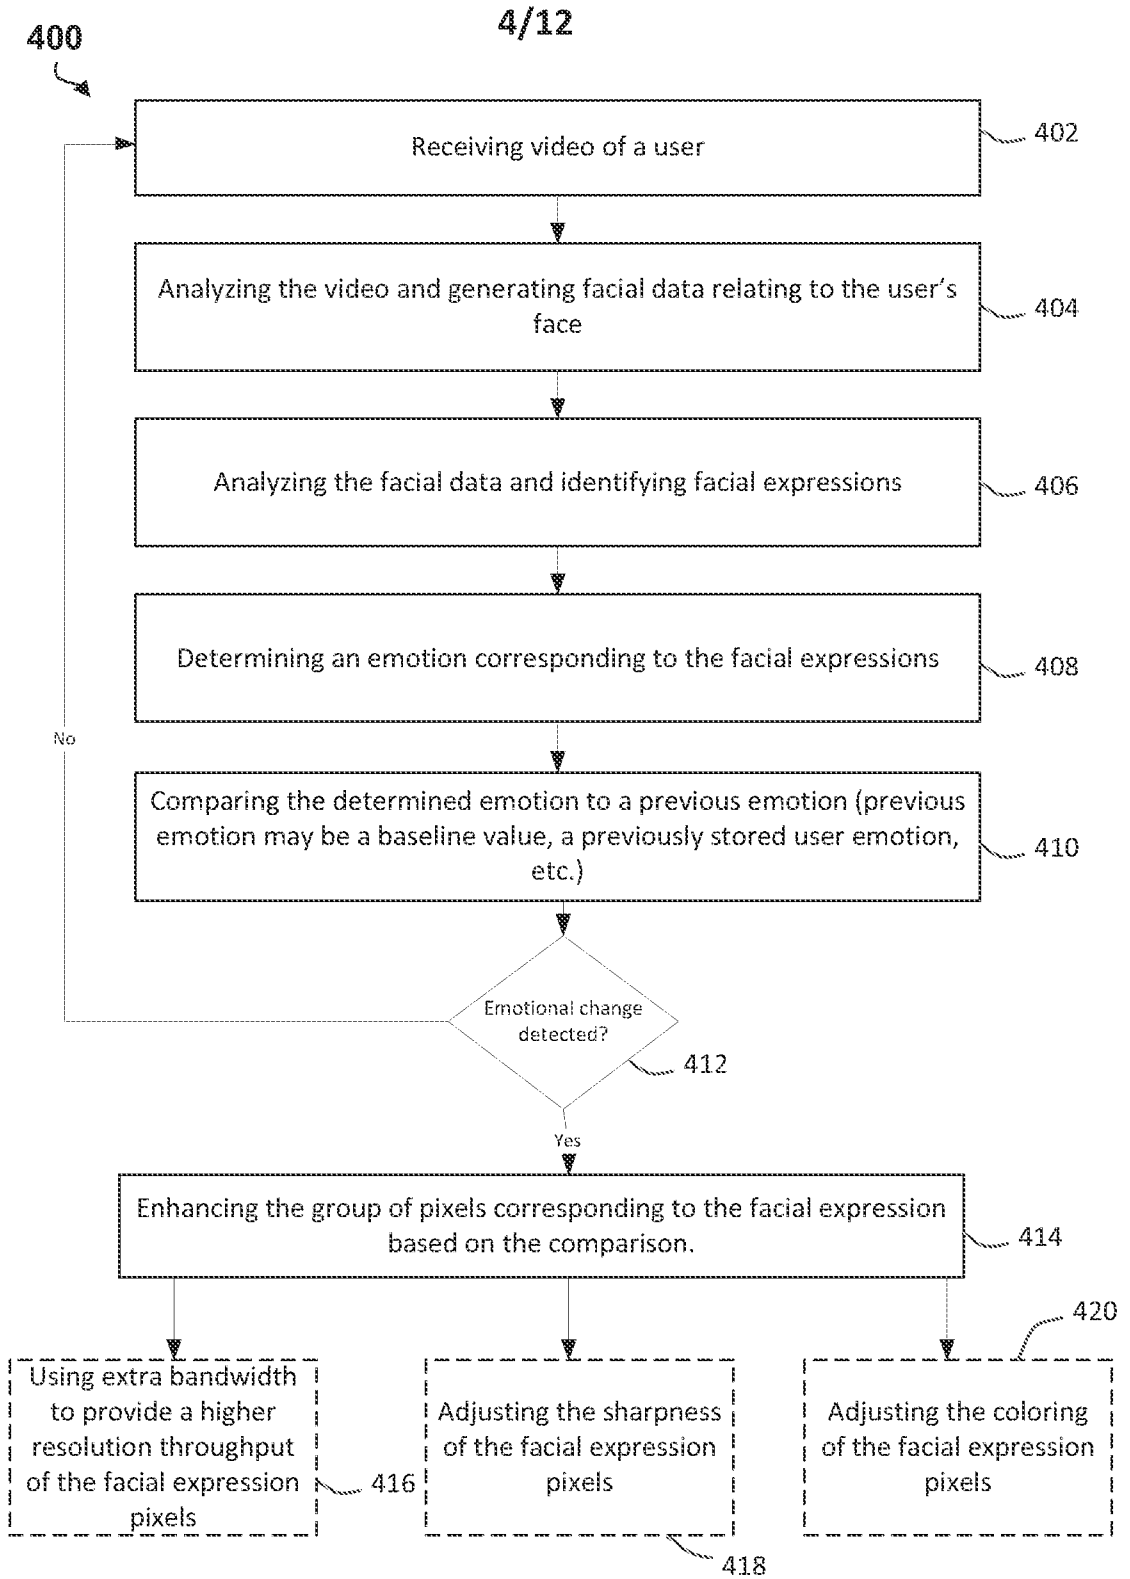 4/12
400
Receiving video of a user
402
Analyzing the video and generating facial data relating to the user's
face
404
Analyzing the facial data and identifying facial expressions
406
Determining an emotion corresponding to the facial expressions
408
No
Comparing the determined emotion to a previous emotion (previous
emotion may be a baseline value, a previously stored user emotion,
etc.)
410
Emotional change
detected?
412
Yes
Enhancing the group of pixels corresponding to the facial expression
based on the comparison.
414
Using extra bandwidth
to provide a higher
resolution throughput
of the facial expression
pixels
416
Adjusting the sharpness
of the facial expression
pixels
418
420
Adjusting the coloring
of the facial expression
pixels